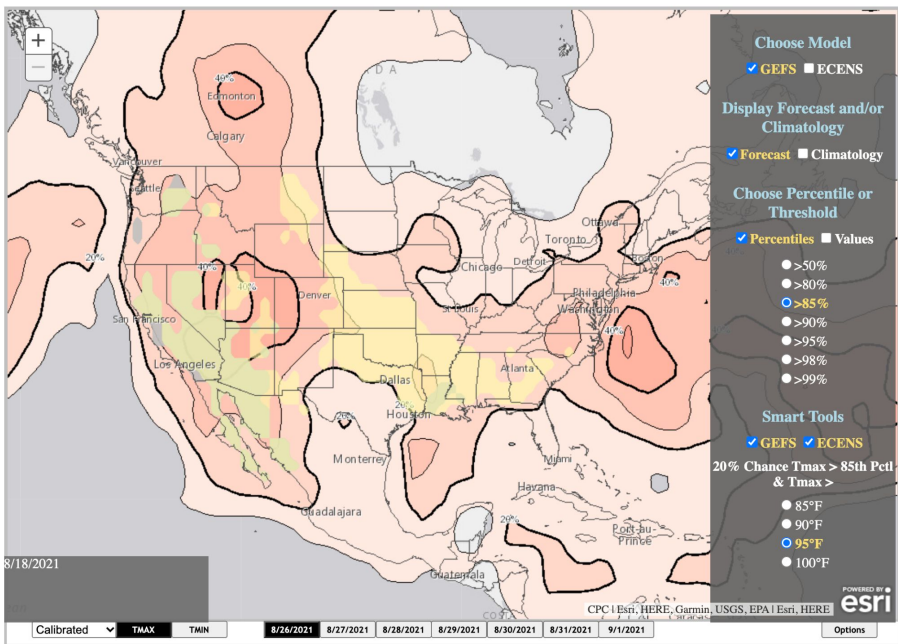 +
−
D A
40%
Edmonton
Calgary
Vancouver
Seattle
20%
40%
40%
Denver
San Francisco
Los Angeles
Dallas
20%
Houston
20%
Monterrey
Guadalajara
Ottawa
Toronto
Detroit
Boston
Chicago
St Louis
Philadelphia
Washington
40%
40%
Atlanta
Miami
Havana
20%
Port-au-
Prince
Guatemala
8/18/2021
Choose Model
GEFS ECENS
Display Forecast and/or
Climatology
Forecast Climatology
Choose Percentile or
Threshold
Percentiles Values
>50%
>80%
>85%
>90%
>95%
>98%
>99%
Smart Tools
GEFS ECENS
20% Chance Tmax > 85th Pctl
& Tmax >
85°F
90°F
95°F
100°F
CPC | Esri, HERE, Garmin, USGS, EPA | Esri, HERE
POWERED BY
esri
Calibrated TMAX TMIN 8/26/2021 8/27/2021 8/28/2021 8/29/2021 8/30/2021 8/31/2021 9/1/2021 Options